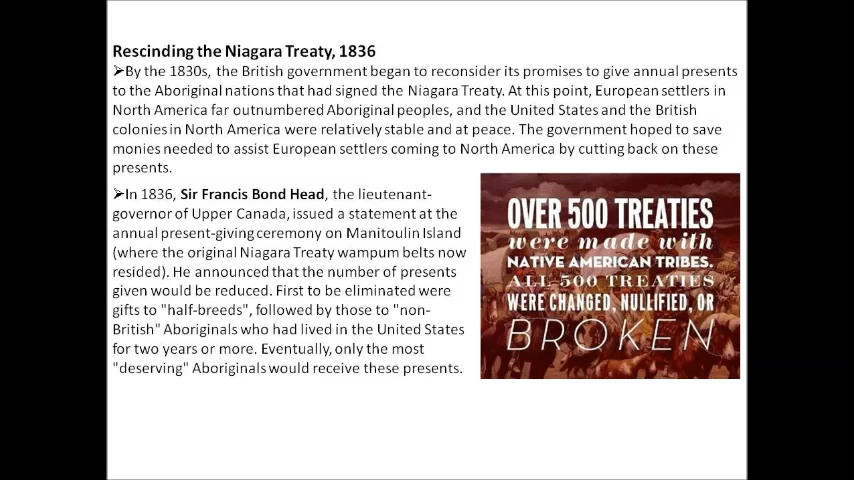 Rescinding the Niagara Treaty, 1836
➢By the 1830s, the British government began to reconsider its promises to give annual presents
to the Aboriginal nations that had signed the Niagara Treaty. At this point, European settlers in
North America far outnumbered Aboriginal peoples, and the United States and the British
colonies in North America were relatively stable and at peace. The government hoped to save
monies needed to assist European settlers coming to North America by cutting back on these
presents.
➢In 1836, Sir Francis Bond Head, the lieutenant-
governor of Upper Canada, issued a statement at the
annual present-giving ceremony on Manitoulin Island
(where the original Niagara Treaty wampum belts now
resided). He announced that the number of presents
given would be reduced. First to be eliminated were
gifts to "half-breeds", followed by those to "non-
British" Aboriginals who had lived in the United States
for two years or more. Eventually, only the most
"deserving" Aboriginals would receive these presents.
OVER 500 TREATIES
were made with
NATIVE AMERICAN TRIBES.
ALL 500 TREATIES
WERE CHANGED, NULLIFIED, OR
BROKEN